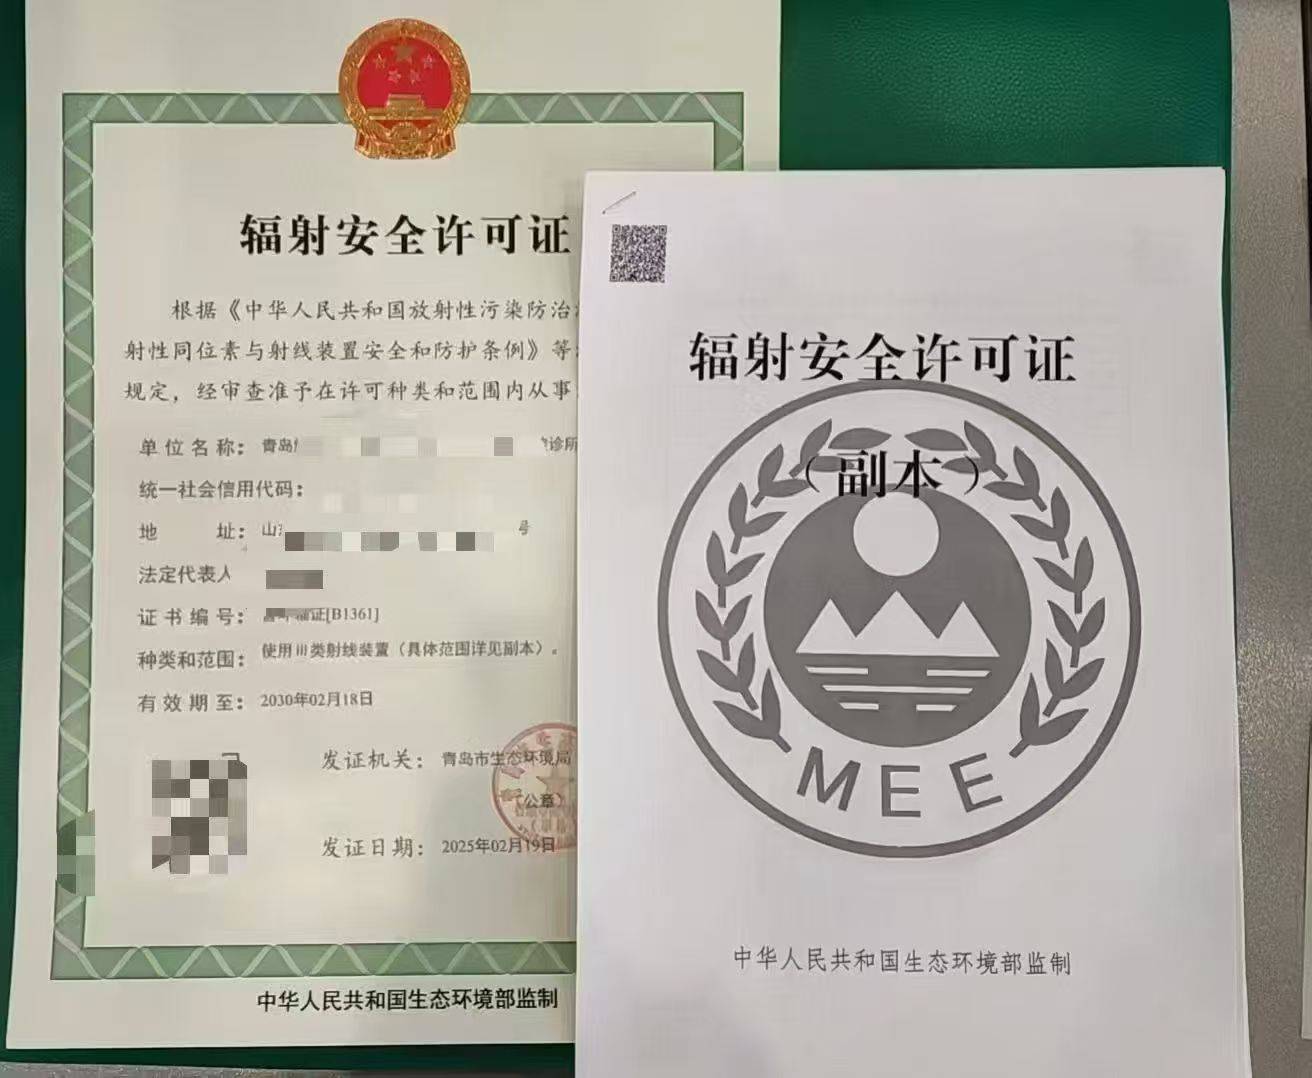 辐射安全许可证
根据《中华人民共和国放射性污染防治
射性同位素与射线装置安全和防护条例》等
规定，经审查准予在许可种类和范围内从事
单位名称：青岛 诊所
统一社会信用代码：
地 址：山 号
法定代表人
证书编号： 证[B1361]
种类和范围：使用Ⅲ类射线装置（具体范围详见副本）。
有效期至：2030年02月18日
发证机关：青岛市生态环境局
（公章）
发证日期：2025年02月19日
中华人民共和国生态环境部监制
辐射安全许可证
（副本）
MEE
中华人民共和国生态环境部监制